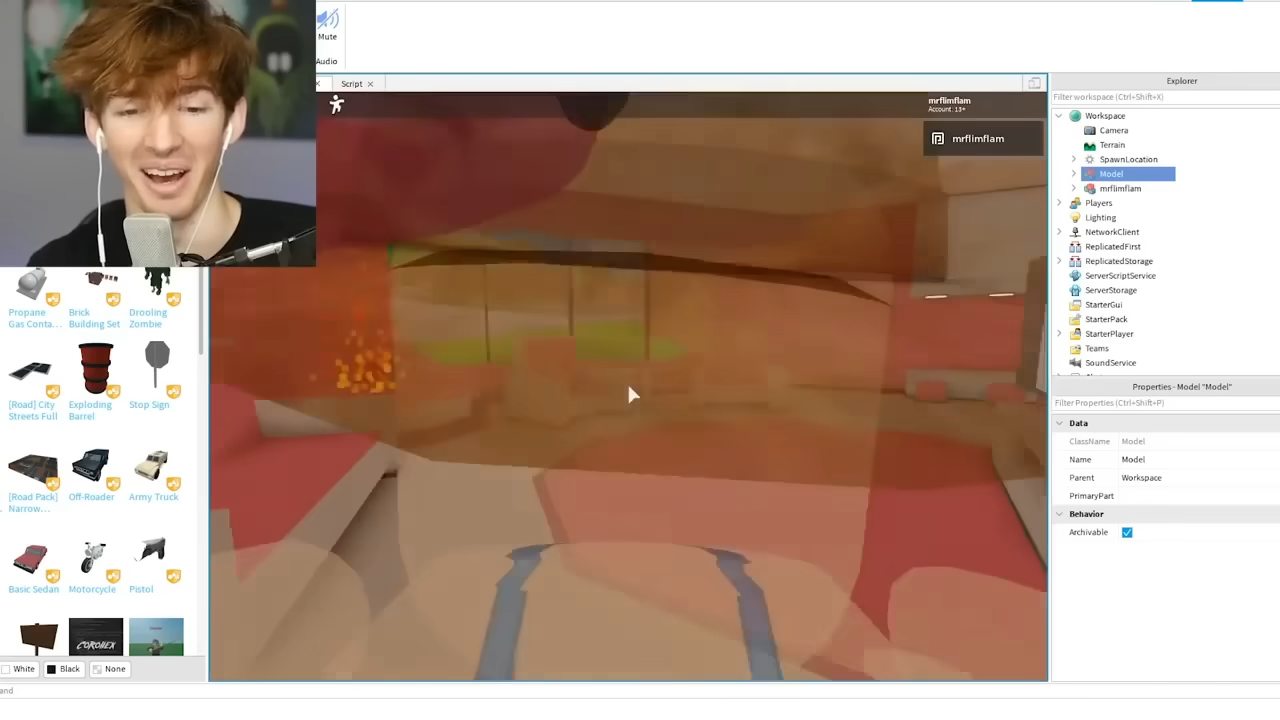 Mute
Audio
Script
mrflimflam
Account: 13+
mrflimflam
Propane
Gas Conta...
Brick
Building Set
Drooling
Zombie
[Road] City
Streets Full
Exploding
Barrel
Stop Sign
[Road Pack]
Narrow...
Off-Roader
Army Truck
Basic Sedan
Motorcycle
Pistol
White
Black
None
and
Explorer
Filter workspace (Ctrl+Shift+X)
Workspace
Camera
Terrain
SpawnLocation
Model
mrflimflam
Players
Lighting
NetworkClient
ReplicatedFirst
ReplicatedStorage
ServerScriptService
ServerStorage
StarterGui
StarterPack
StarterPlayer
Teams
SoundService
Properties - Model "Model"
Filter Properties (Ctrl+Shift+P)
Data
ClassName Model
Name Model
Parent Workspace
PrimaryPart
Behavior
Archivable